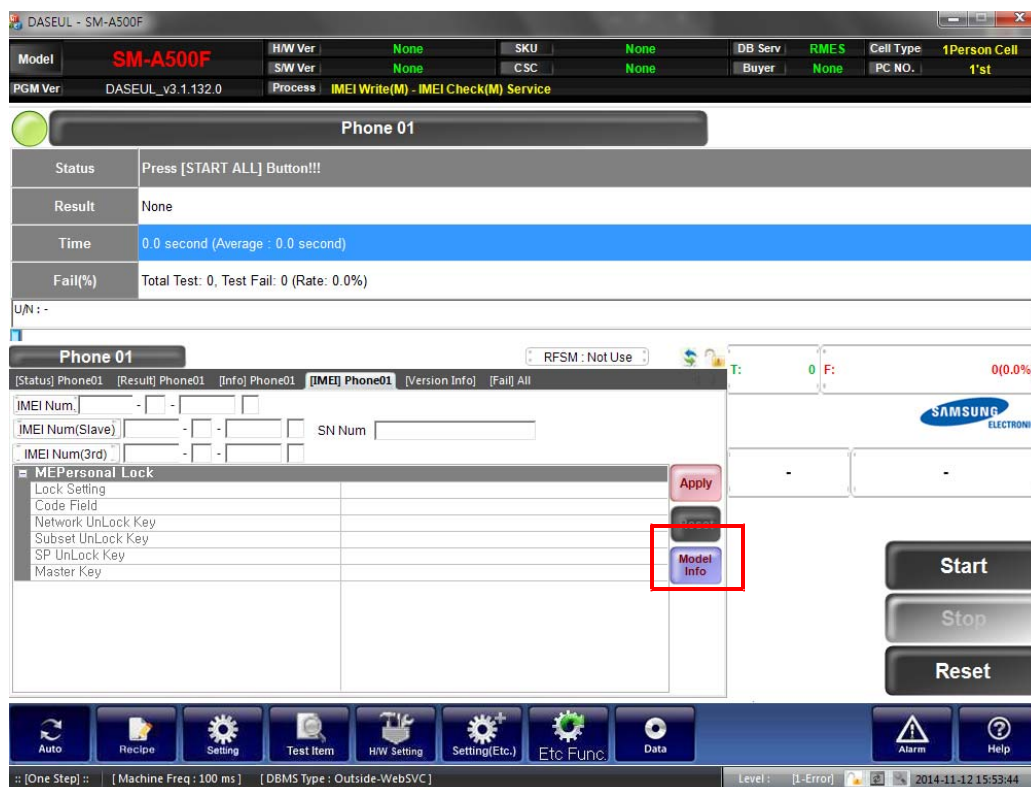 DASEUL - SM-A500F
Model SM-A500F H/W Ver None SKU None DB Serv RMES Cell Type 1Person Cell
S/W Ver None CSC None Buyer None PC NO. 1'st
PGM Ver DASEUL_v3.1.132.0 Process IMEI Write(M) - IMEI Check(M) Service
Phone 01
Status Press [START ALL] Button!!!
Result None
Time 0.0 second (Average : 0.0 second)
Fail(%) Total Test: 0, Test Fail: 0 (Rate: 0.0%)
U/N : -
Phone 01 RFSM : Not Use
[Status] Phone01 [Result] Phone01 [Info] Phone01 [IMEI] Phone01 [Version Info] [Fail] All
T: 0 F: 0(0.0%
IMEI Num. - -
IMEI Num(Slave) - - SN Num
IMEI Num(3rd) - -
SAMSUNG
ELECTRONI
MEPersonal Lock
Lock Setting
Code Field
Network UnLock Key
Subset UnLock Key
SP UnLock Key
Master Key
Apply
Reset
Model
Info
- -
Start
Stop
Reset
Auto Recipe Setting Test Item H/W Setting Setting(Etc.) Etc Func. Data Alarm Help
:: [One Step] :: [ Machine Freq : 100 ms ] [ DBMS Type : Outside-WebSVC ] Level : [1-Error] 2014-11-12 15:53:44